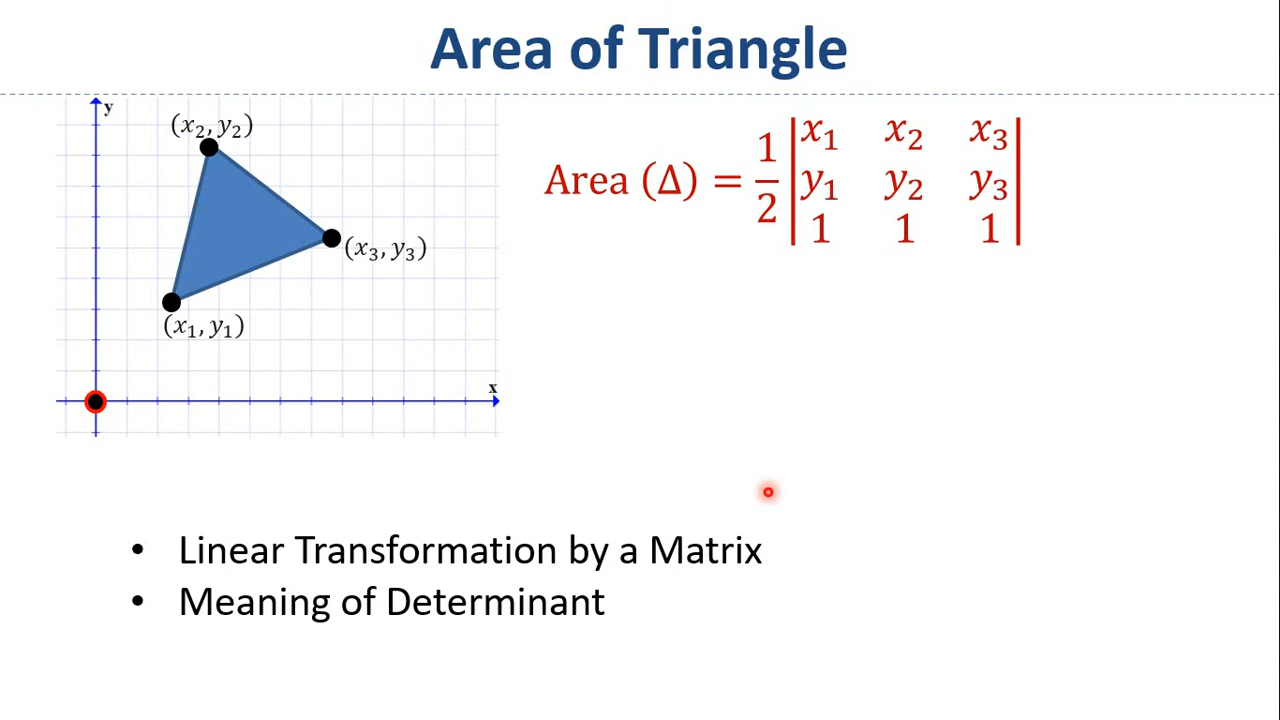 Area of Triangle
y
(x₂, y₂)
(x₃, y₃)
(x₁, y₁)
x
Area (Δ) = 1/2 |x₁ x₂ x₃|
|y₁ y₂ y₃|
|1 1 1|
• Linear Transformation by a Matrix
• Meaning of Determinant